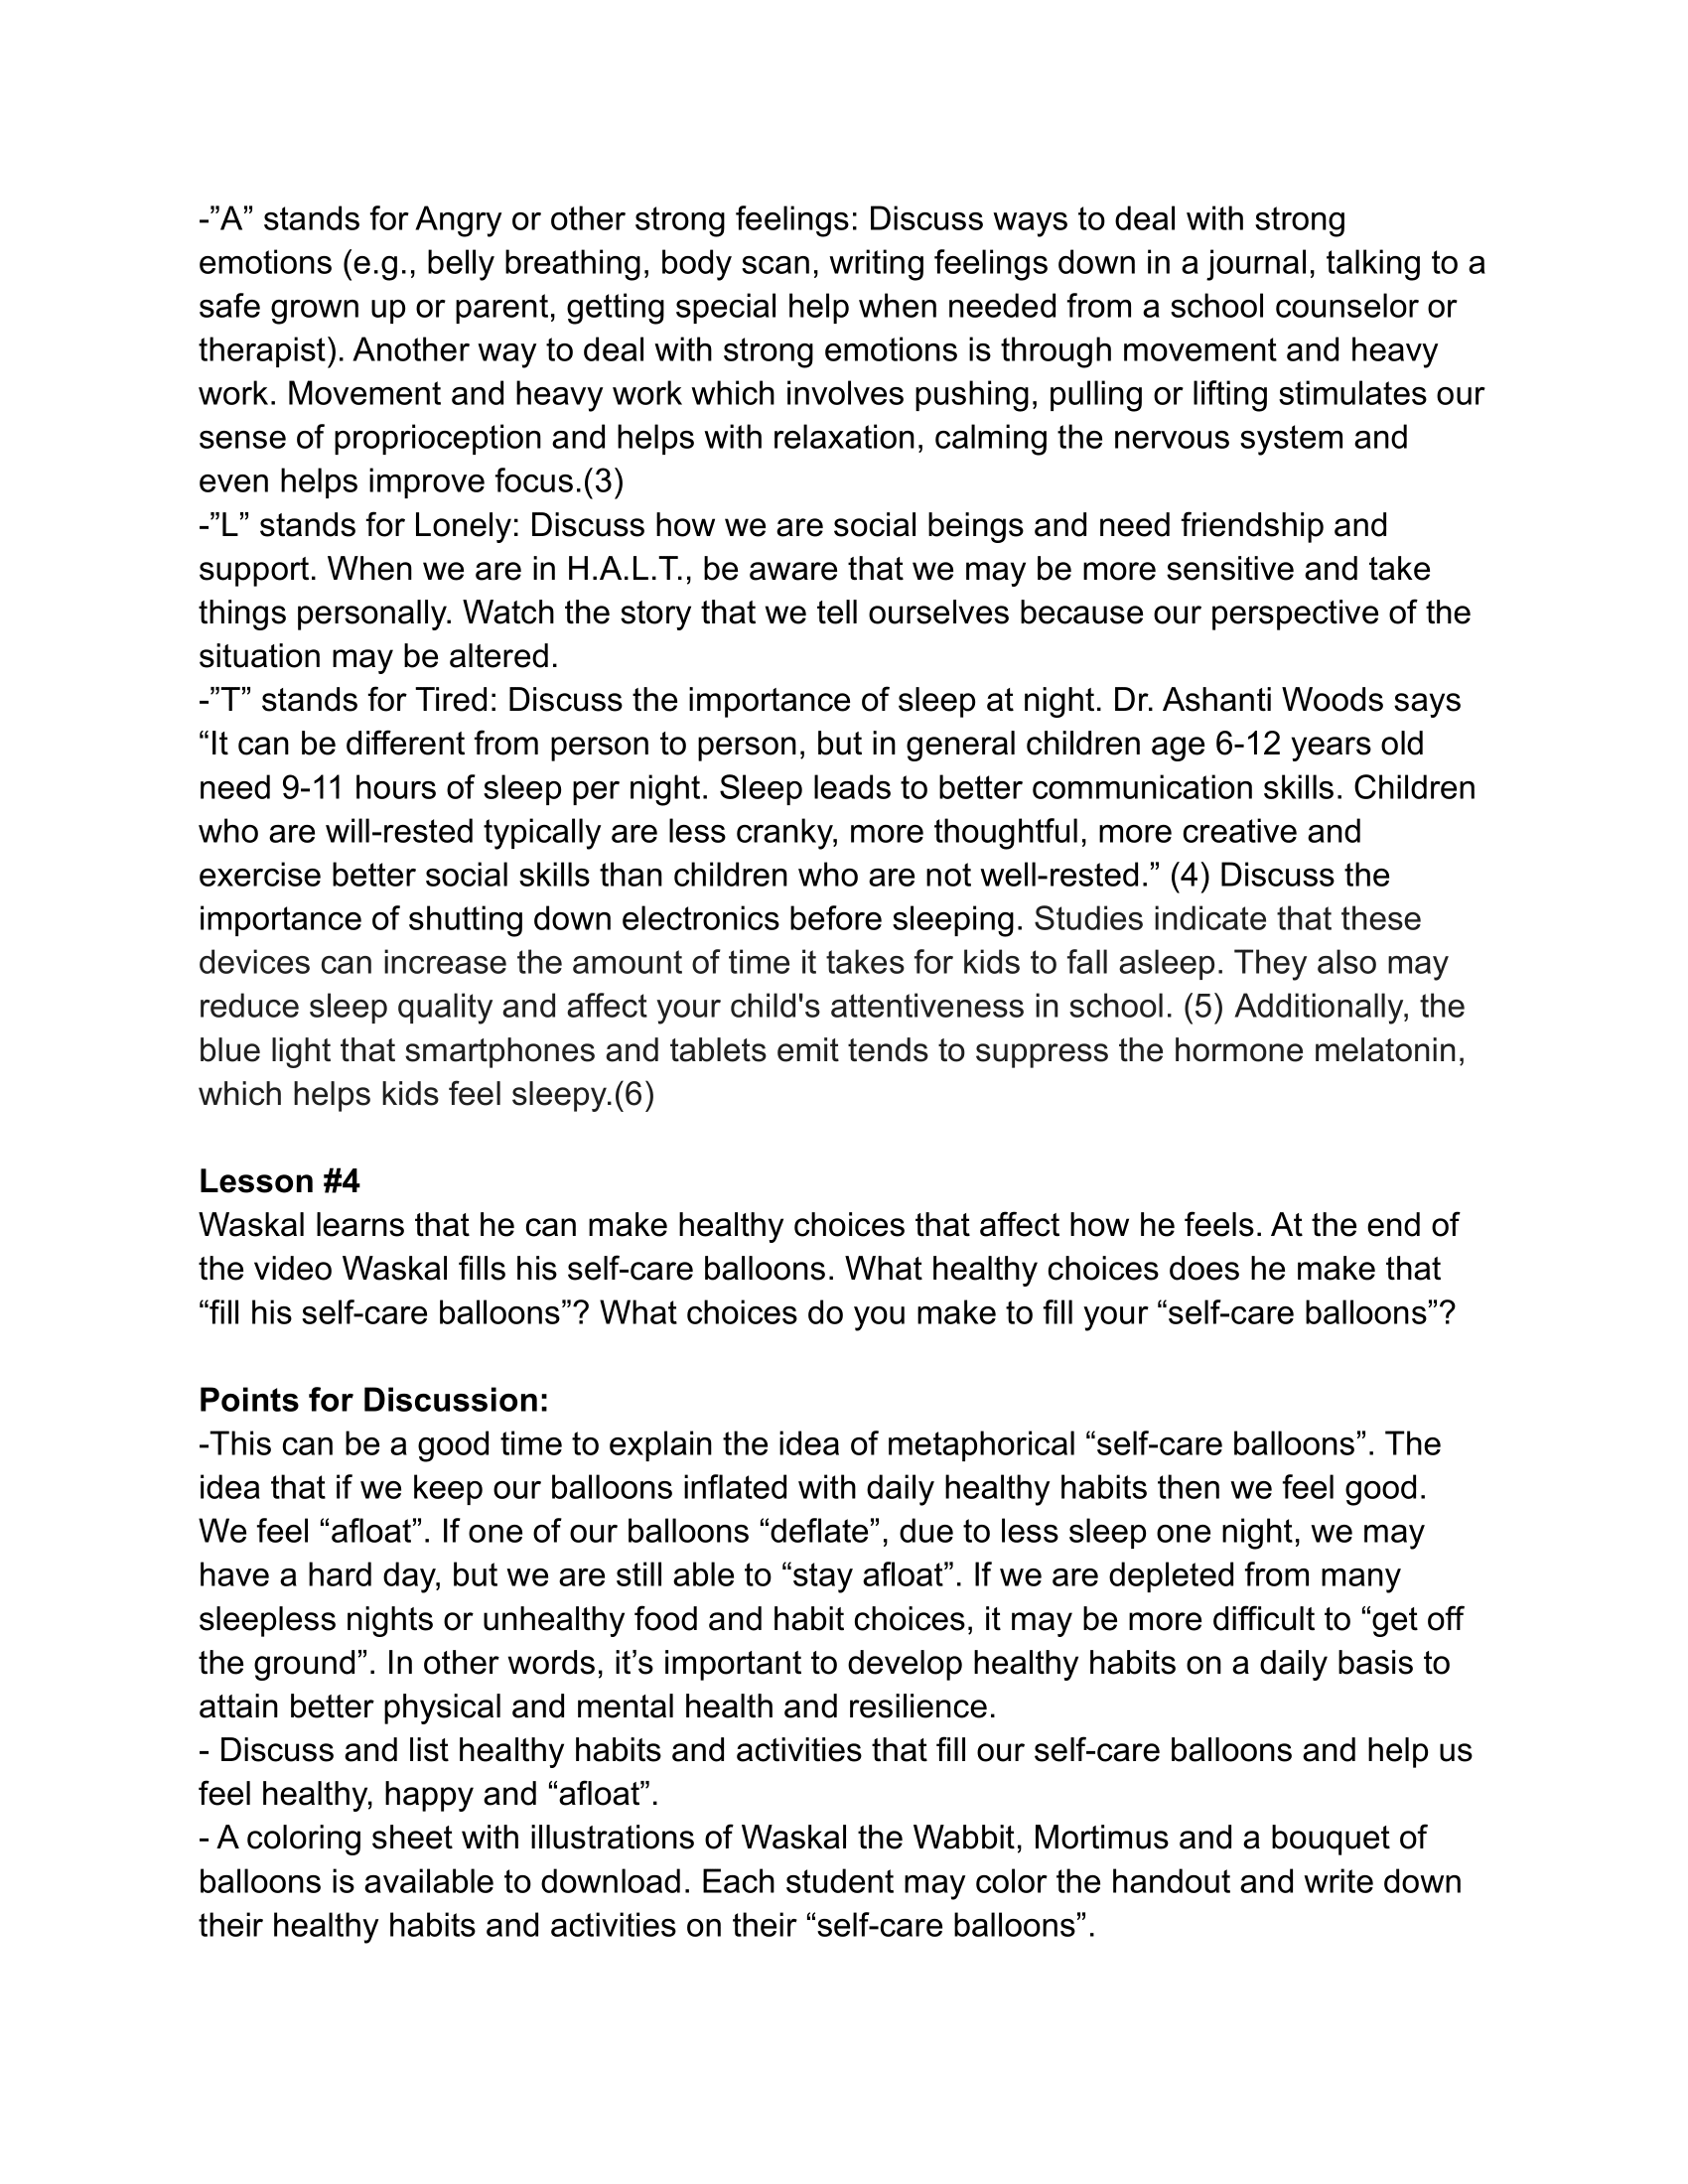 -”A” stands for Angry or other strong feelings: Discuss ways to deal with strong
emotions (e.g., belly breathing, body scan, writing feelings down in a journal, talking to a
safe grown up or parent, getting special help when needed from a school counselor or
therapist). Another way to deal with strong emotions is through movement and heavy
work. Movement and heavy work which involves pushing, pulling or lifting stimulates our
sense of proprioception and helps with relaxation, calming the nervous system and
even helps improve focus.(3)
-”L” stands for Lonely: Discuss how we are social beings and need friendship and
support. When we are in H.A.L.T., be aware that we may be more sensitive and take
things personally. Watch the story that we tell ourselves because our perspective of the
situation may be altered.
-”T” stands for Tired: Discuss the importance of sleep at night. Dr. Ashanti Woods says
“It can be different from person to person, but in general children age 6-12 years old
need 9-11 hours of sleep per night. Sleep leads to better communication skills. Children
who are will-rested typically are less cranky, more thoughtful, more creative and
exercise better social skills than children who are not well-rested.” (4) Discuss the
importance of shutting down electronics before sleeping. Studies indicate that these
devices can increase the amount of time it takes for kids to fall asleep. They also may
reduce sleep quality and affect your child's attentiveness in school. (5) Additionally, the
blue light that smartphones and tablets emit tends to suppress the hormone melatonin,
which helps kids feel sleepy.(6)
Lesson #4
Waskal learns that he can make healthy choices that affect how he feels. At the end of
the video Waskal fills his self-care balloons. What healthy choices does he make that
“fill his self-care balloons”? What choices do you make to fill your “self-care balloons”?
Points for Discussion:
-This can be a good time to explain the idea of metaphorical “self-care balloons”. The
idea that if we keep our balloons inflated with daily healthy habits then we feel good.
We feel “afloat”. If one of our balloons “deflate”, due to less sleep one night, we may
have a hard day, but we are still able to “stay afloat”. If we are depleted from many
sleepless nights or unhealthy food and habit choices, it may be more difficult to “get off
the ground”. In other words, it’s important to develop healthy habits on a daily basis to
attain better physical and mental health and resilience.
- Discuss and list healthy habits and activities that fill our self-care balloons and help us
feel healthy, happy and “afloat”.
- A coloring sheet with illustrations of Waskal the Wabbit, Mortimus and a bouquet of
balloons is available to download. Each student may color the handout and write down
their healthy habits and activities on their “self-care balloons”.